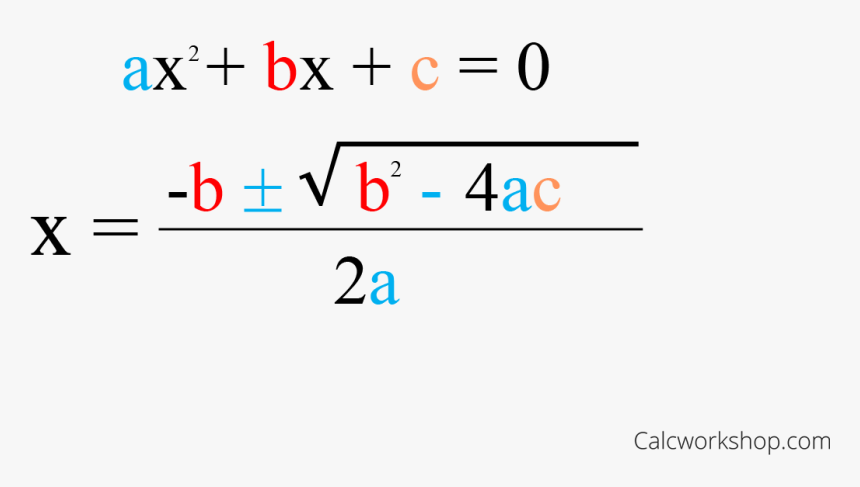 ax² + bx + c = 0
x = -b ± √b² - 4ac
2a
Calcworkshop.com